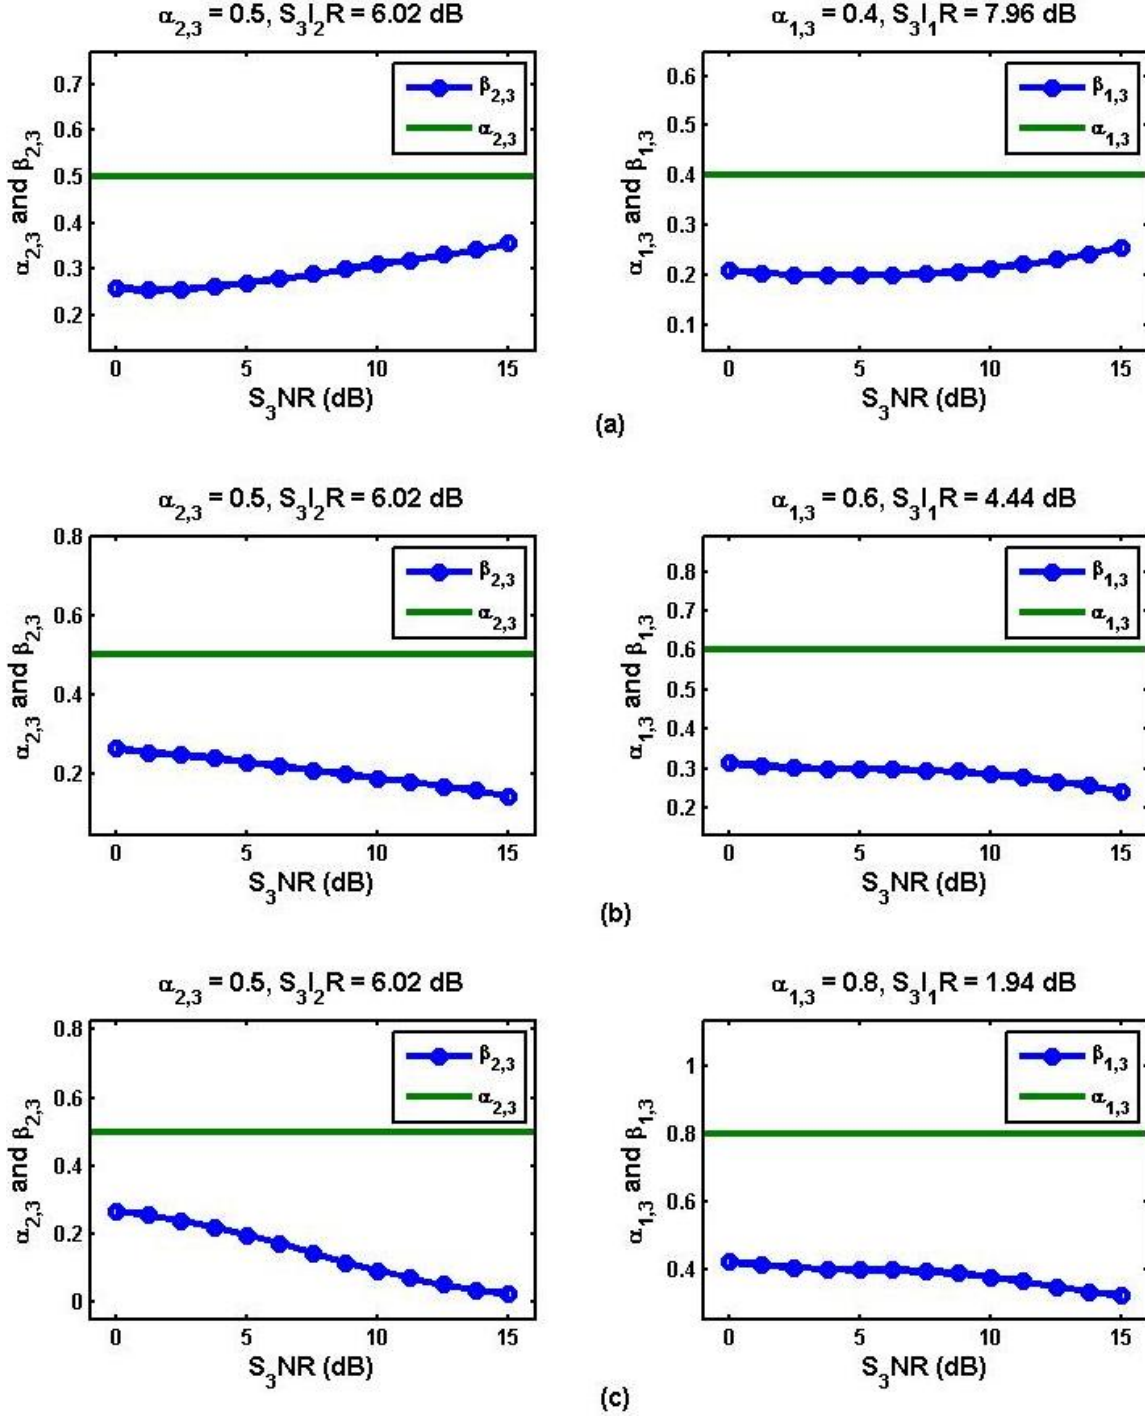 α2,3 = 0.5, S3I2R = 6.02 dB
α2,3 and β2,3
0.7
0.6
0.5
0.4
0.3
0.2
β2,3
α2,3
0 5 10 15
S3NR (dB)
α1,3 = 0.4, S3I1R = 7.96 dB
α1,3 and β1,3
0.6
0.5
0.4
0.3
0.2
0.1
β1,3
α1,3
0 5 10 15
S3NR (dB)
(a)
α2,3 = 0.5, S3I2R = 6.02 dB
α2,3 and β2,3
0.8
0.6
0.4
0.2
β2,3
α2,3
0 5 10 15
S3NR (dB)
α1,3 = 0.6, S3I1R = 4.44 dB
α1,3 and β1,3
0.8
0.7
0.6
0.5
0.4
0.3
0.2
β1,3
α1,3
0 5 10 15
S3NR (dB)
(b)
α2,3 = 0.5, S3I2R = 6.02 dB
α2,3 and β2,3
0.8
0.6
0.4
0.2
0
β2,3
α2,3
0 5 10 15
S3NR (dB)
α1,3 = 0.8, S3I1R = 1.94 dB
α1,3 and β1,3
1
0.8
0.6
0.4
β1,3
α1,3
0 5 10 15
S3NR (dB)
(c)